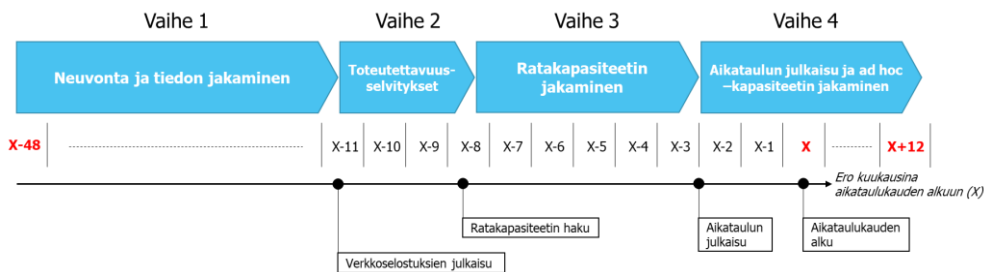 Vaihe 1
Vaihe 2
Vaihe 3
Vaihe 4
Neuvonta ja tiedon jakaminen
Toteutettavuus-
selvitykset
Ratakapasiteetin
jakaminen
Aikataulun julkaisu ja ad hoc
–kapasiteetin jakaminen
X-48 X-11 X-10 X-9 X-8 X-7 X-6 X-5 X-4 X-3 X-2 X-1 X X+12
Ero kuukausina
aikataulukauden alkuun (X)
Ratakapasiteetin haku
Aikataulun
julkaisu
Aikataulukauden
alku
Verkkoselostuksien julkaisu